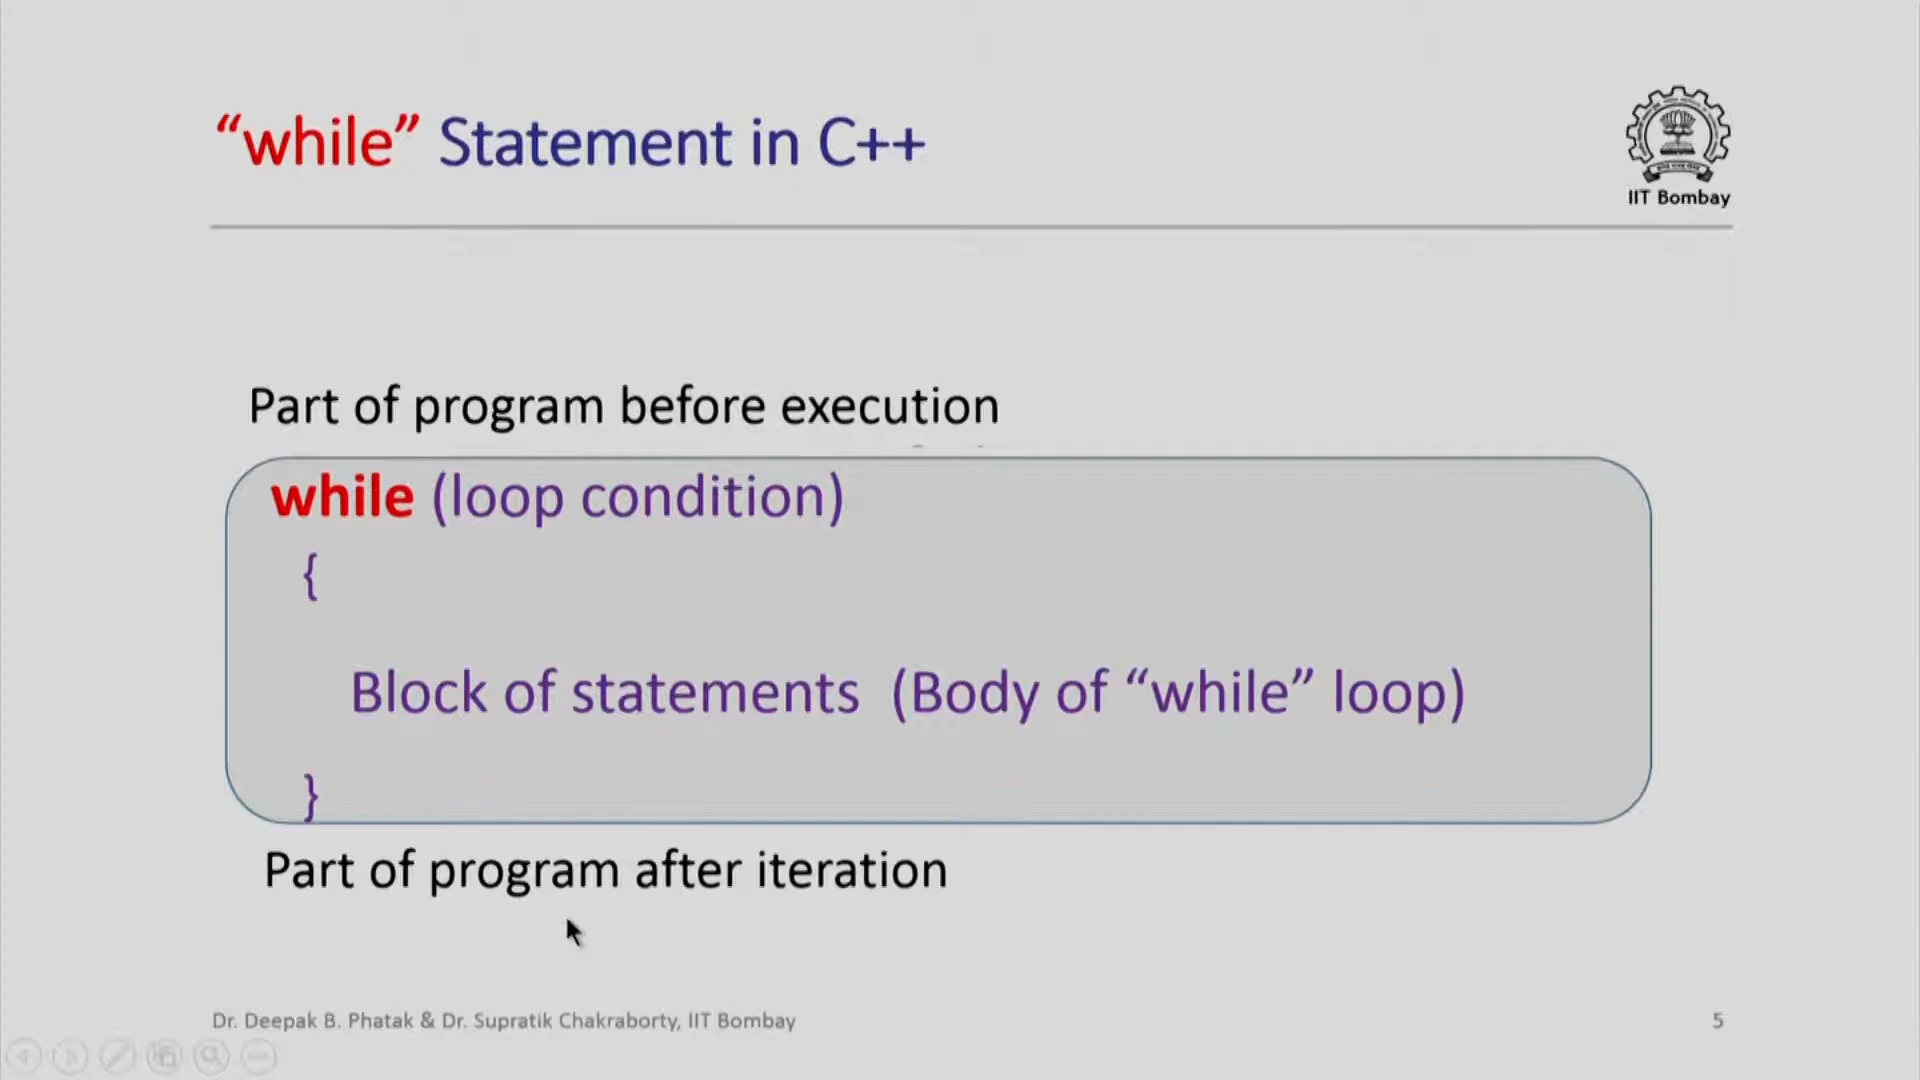 “while” Statement in C++
IIT Bombay
Part of program before execution
while (loop condition)
{
Block of statements (Body of “while” loop)
}
Part of program after iteration
Dr. Deepak B. Phatak & Dr. Supratik Chakraborty, IIT Bombay
5